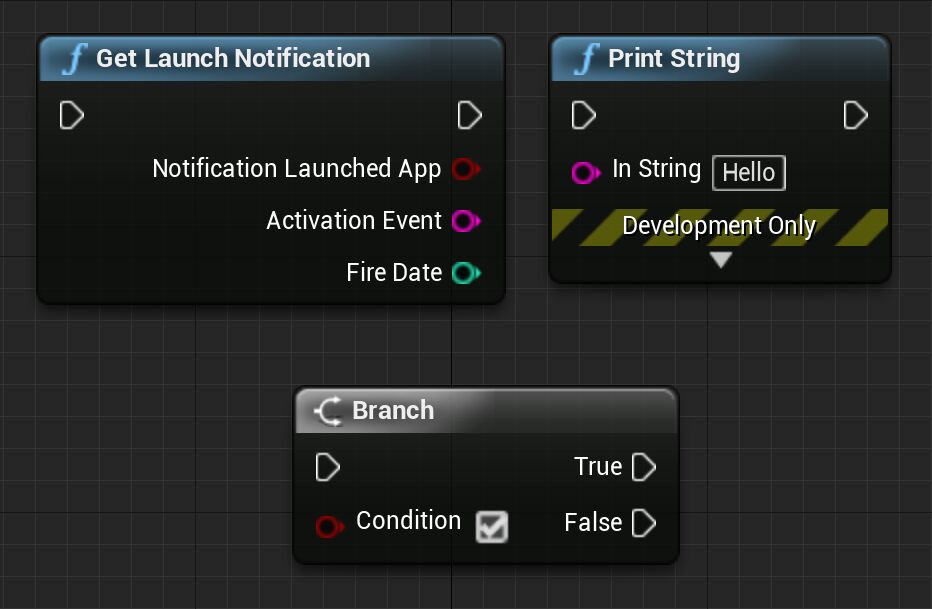 Get Launch Notification
Notification Launched App
Activation Event
Fire Date
Print String
In String Hello
Development Only
Branch
True
Condition
False